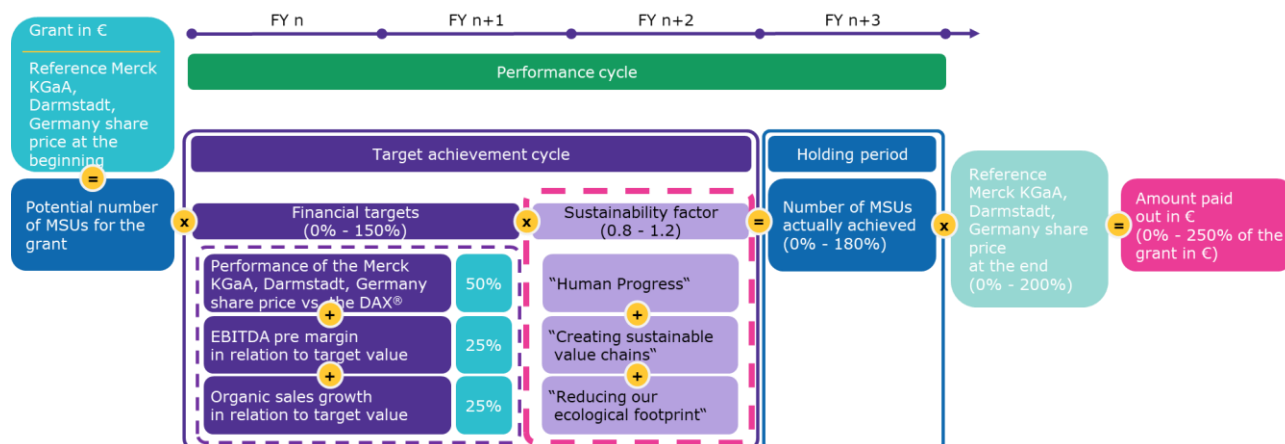 FY n
FY n+1
FY n+2
FY n+3
Grant in €
Reference Merck
KGaA,
Darmstadt,
Germany share
price at the
beginning
=
Potential number
of MSUs for the
grant
Performance cycle
Target achievement cycle
Holding period
x
Financial targets
(0% - 150%)
x
Sustainability factor
(0.8 - 1.2)
=
Number of MSUs
actually achieved
(0% - 180%)
x
Reference
Merck KGaA,
Darmstadt,
Germany share
price
at the end
(0% - 200%)
=
Amount paid
out in €
(0% - 250% of the
grant in €)
Performance of the Merck
KGaA, Darmstadt, Germany
share price vs. the DAX®
50%
+
EBITDA pre margin
in relation to target value
25%
+
Organic sales growth
in relation to target value
25%
“Human Progress“
+
“Creating sustainable
value chains“
+
“Reducing our
ecological footprint“